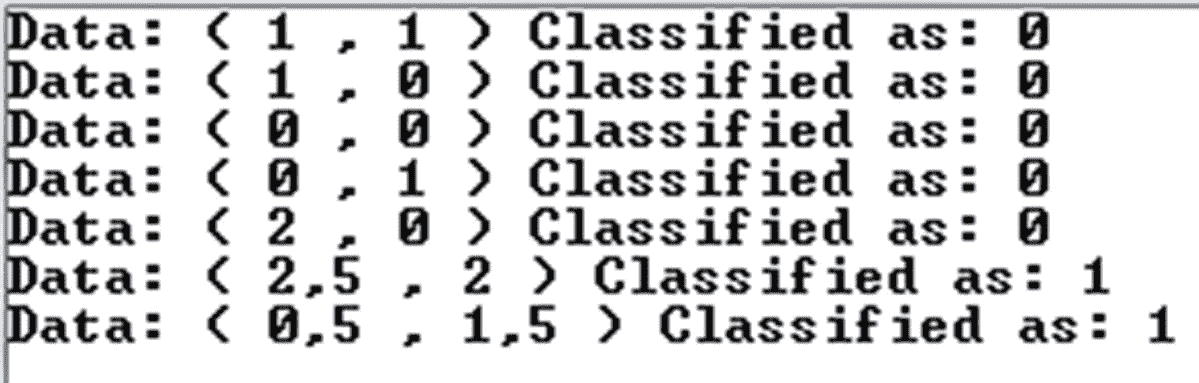 Data: ( 1 , 1 ) Classified as: 0
Data: ( 1 , 0 ) Classified as: 0
Data: ( 0 , 0 ) Classified as: 0
Data: ( 0 , 1 ) Classified as: 0
Data: ( 2 , 0 ) Classified as: 0
Data: ( 2,5 , 2 ) Classified as: 1
Data: ( 0,5 , 1,5 ) Classified as: 1